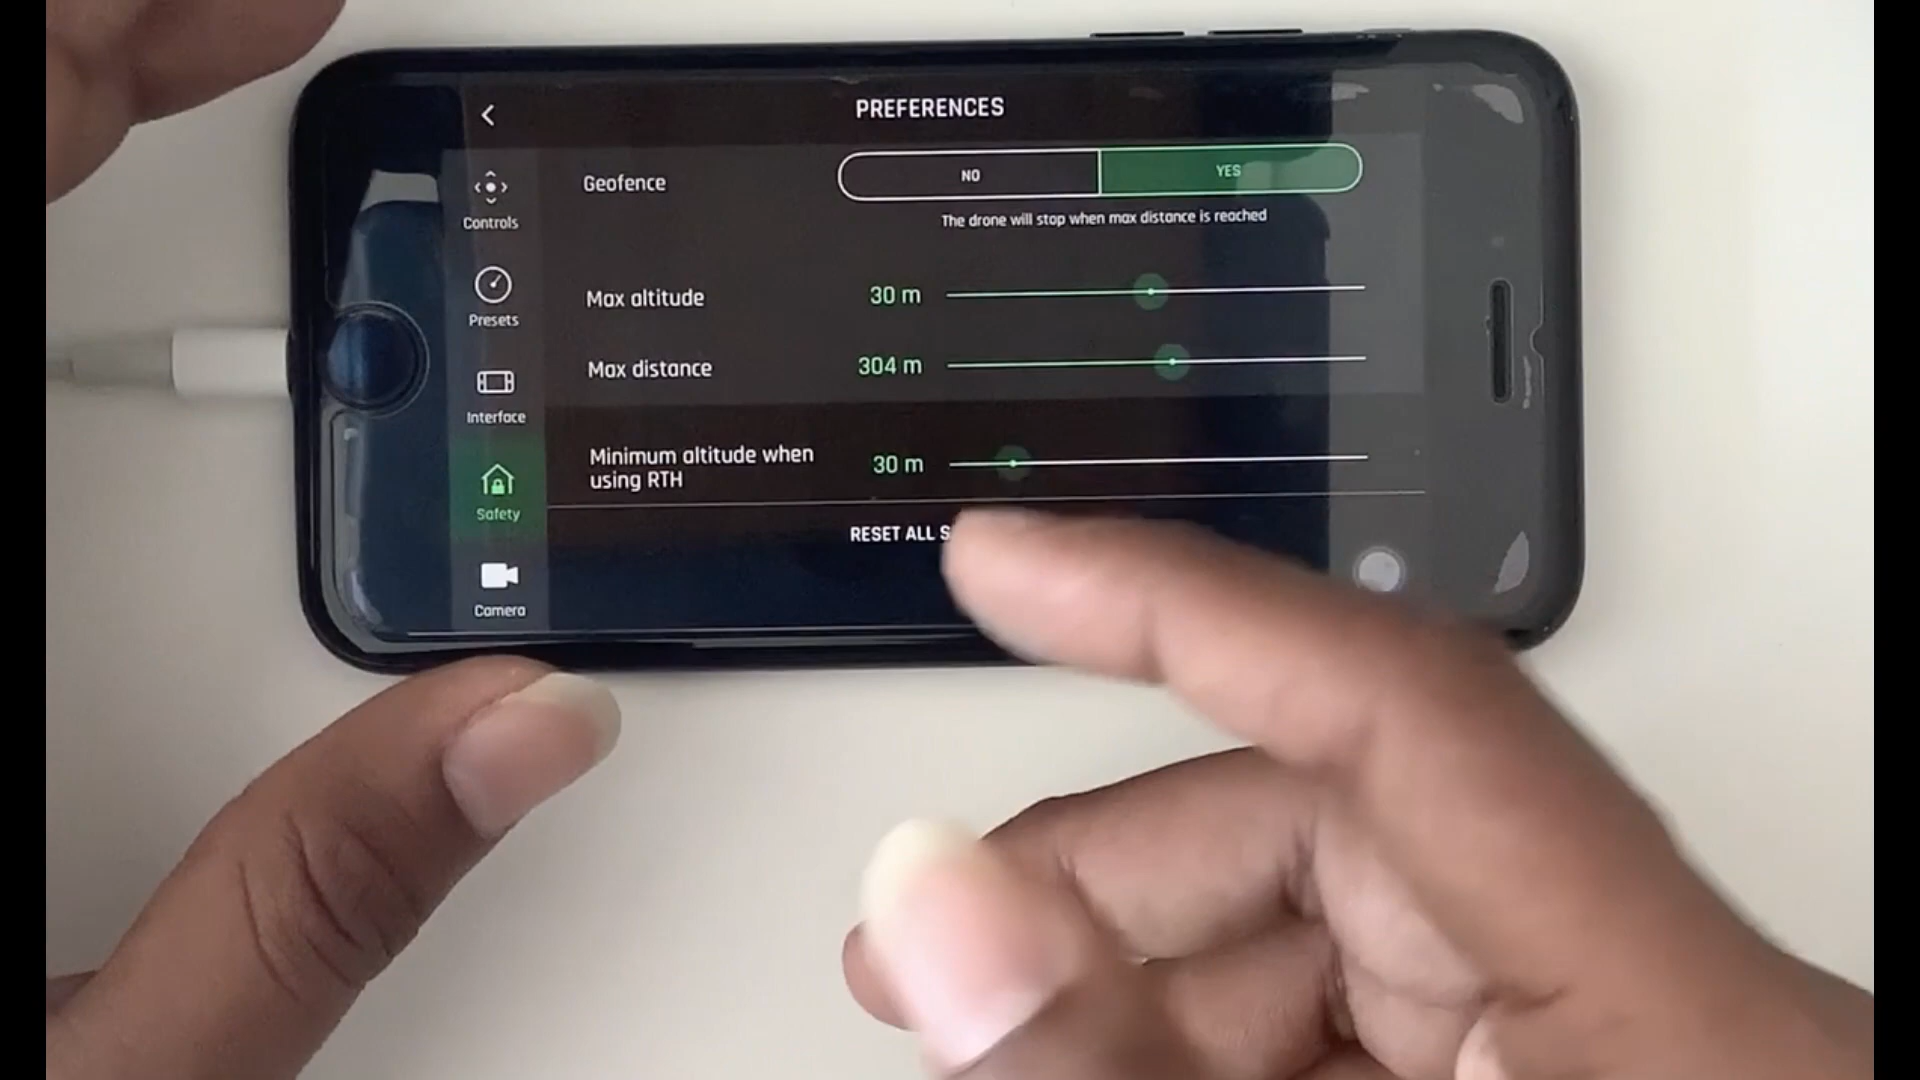 PREFERENCES
Controls
Presets
Interface
Safety
Camera
Geofence
NO
YES
The drone will stop when max distance is reached
Max altitude
30 m
Max distance
304 m
Minimum altitude when
using RTH
30 m
RESET ALL